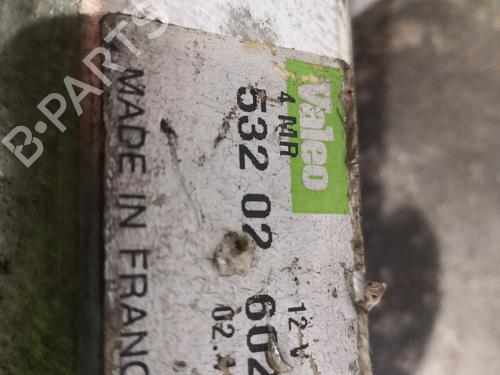 Valeo
4 MR
12 V
532 02 602
02.
MADE IN FRANC
B-PARTS